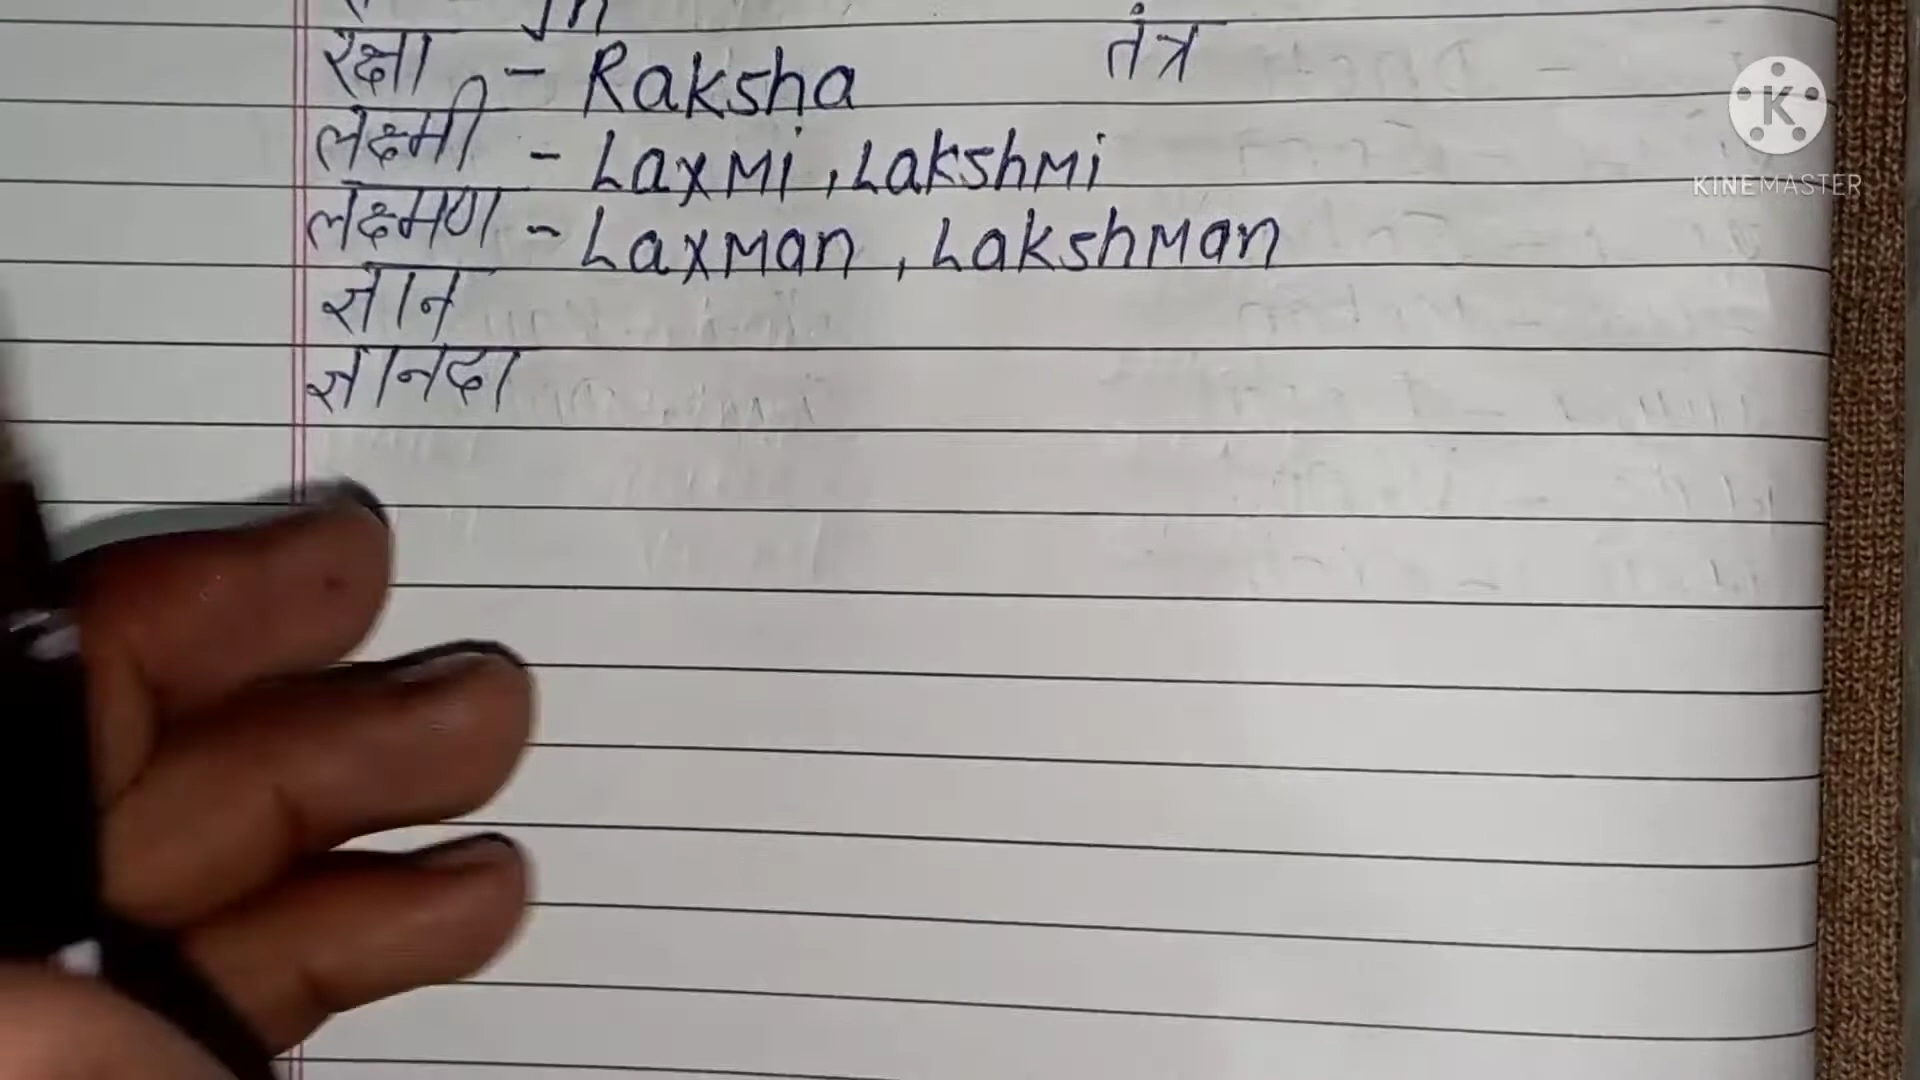 रक्षा - Raksha तंत्र
लक्ष्मी - Laxmi, Lakshmi
लक्ष्मण - Laxman, Lakshman
ज्ञान
ज्ञानदा
K
KINEMASTER